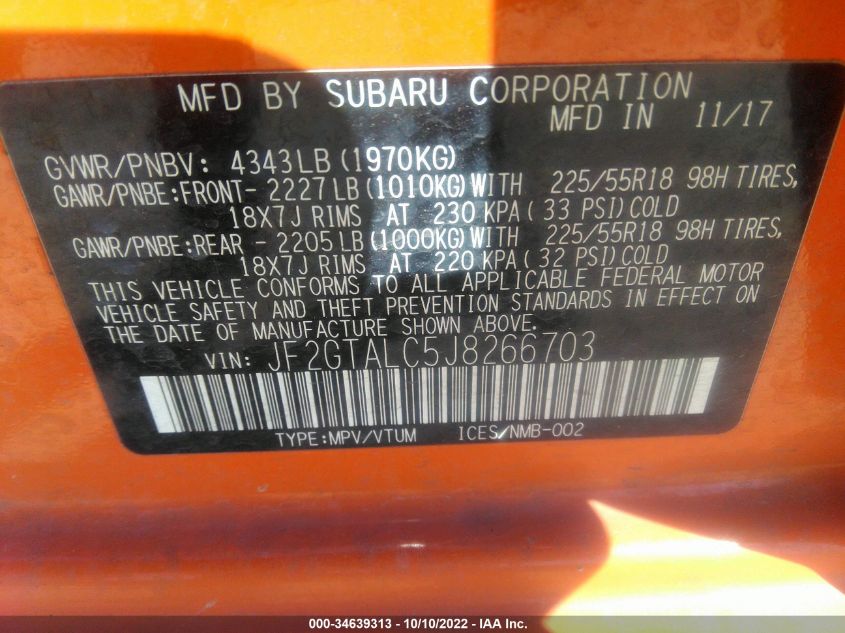 MFD BY SUBARU CORPORATION
MFD IN 11/17
GVWR/PNBV: 4343LB (1970KG)
GAWR/PNBE:FRONT- 2227 LB (1010KG) WITH 225/55R18 98H TIRES,
18X7J RIMS AT 230 KPA ( 33 PSI) COLD
GAWR/PNBE:REAR - 2205 LB (1000KG) WITH 225/55R18 98H TIRES,
18X7J RIMS AT 220 KPA ( 32 PSI) COLD
THIS VEHICLE CONFORMS TO ALL APPLICABLE FEDERAL MOTOR
VEHICLE SAFETY AND THEFT PREVENTION STANDARDS IN EFFECT ON
THE DATE OF MANUFACTURE SHOWN ABOVE.
VIN: JF2GTALC5J8266703
TYPE:MPV/VTUM ICES/NMB-002
000-34639313 - 10/10/2022 - IAA Inc.